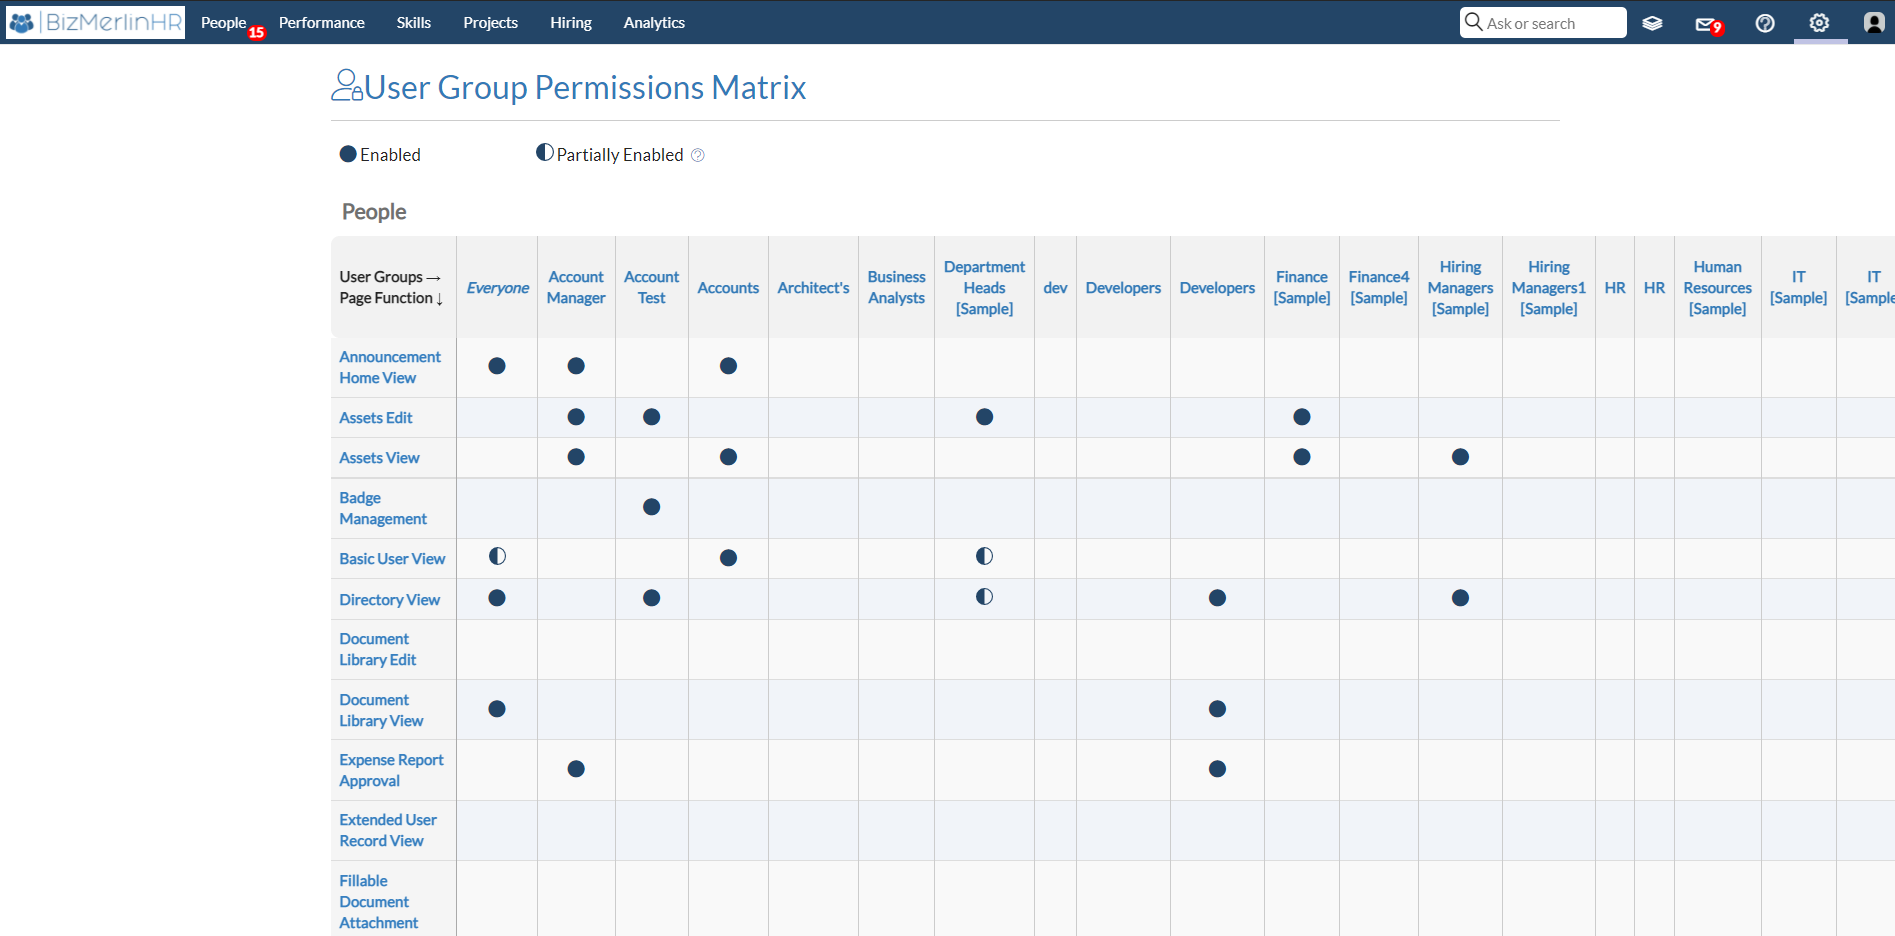 BizMerlinHR
People 15 Performance Skills Projects Hiring Analytics Ask or search 9
User Group Permissions Matrix
Enabled Partially Enabled ?
People
User Groups →
Page Function ↓
Everyone
Account
Manager
Account
Test
Accounts
Architect's
Business
Analysts
Department
Heads
[Sample]
dev
Developers
Developers
Finance
[Sample]
Finance4
[Sample]
Hiring
Managers
[Sample]
Hiring
Managers1
[Sample]
HR
HR
Human
Resources
[Sample]
IT
[Sample]
IT
[Sample
Announcement
Home View
Assets Edit
Assets View
Badge
Management
Basic User View
Directory View
Document
Library Edit
Document
Library View
Expense Report
Approval
Extended User
Record View
Fillable
Document
Attachment